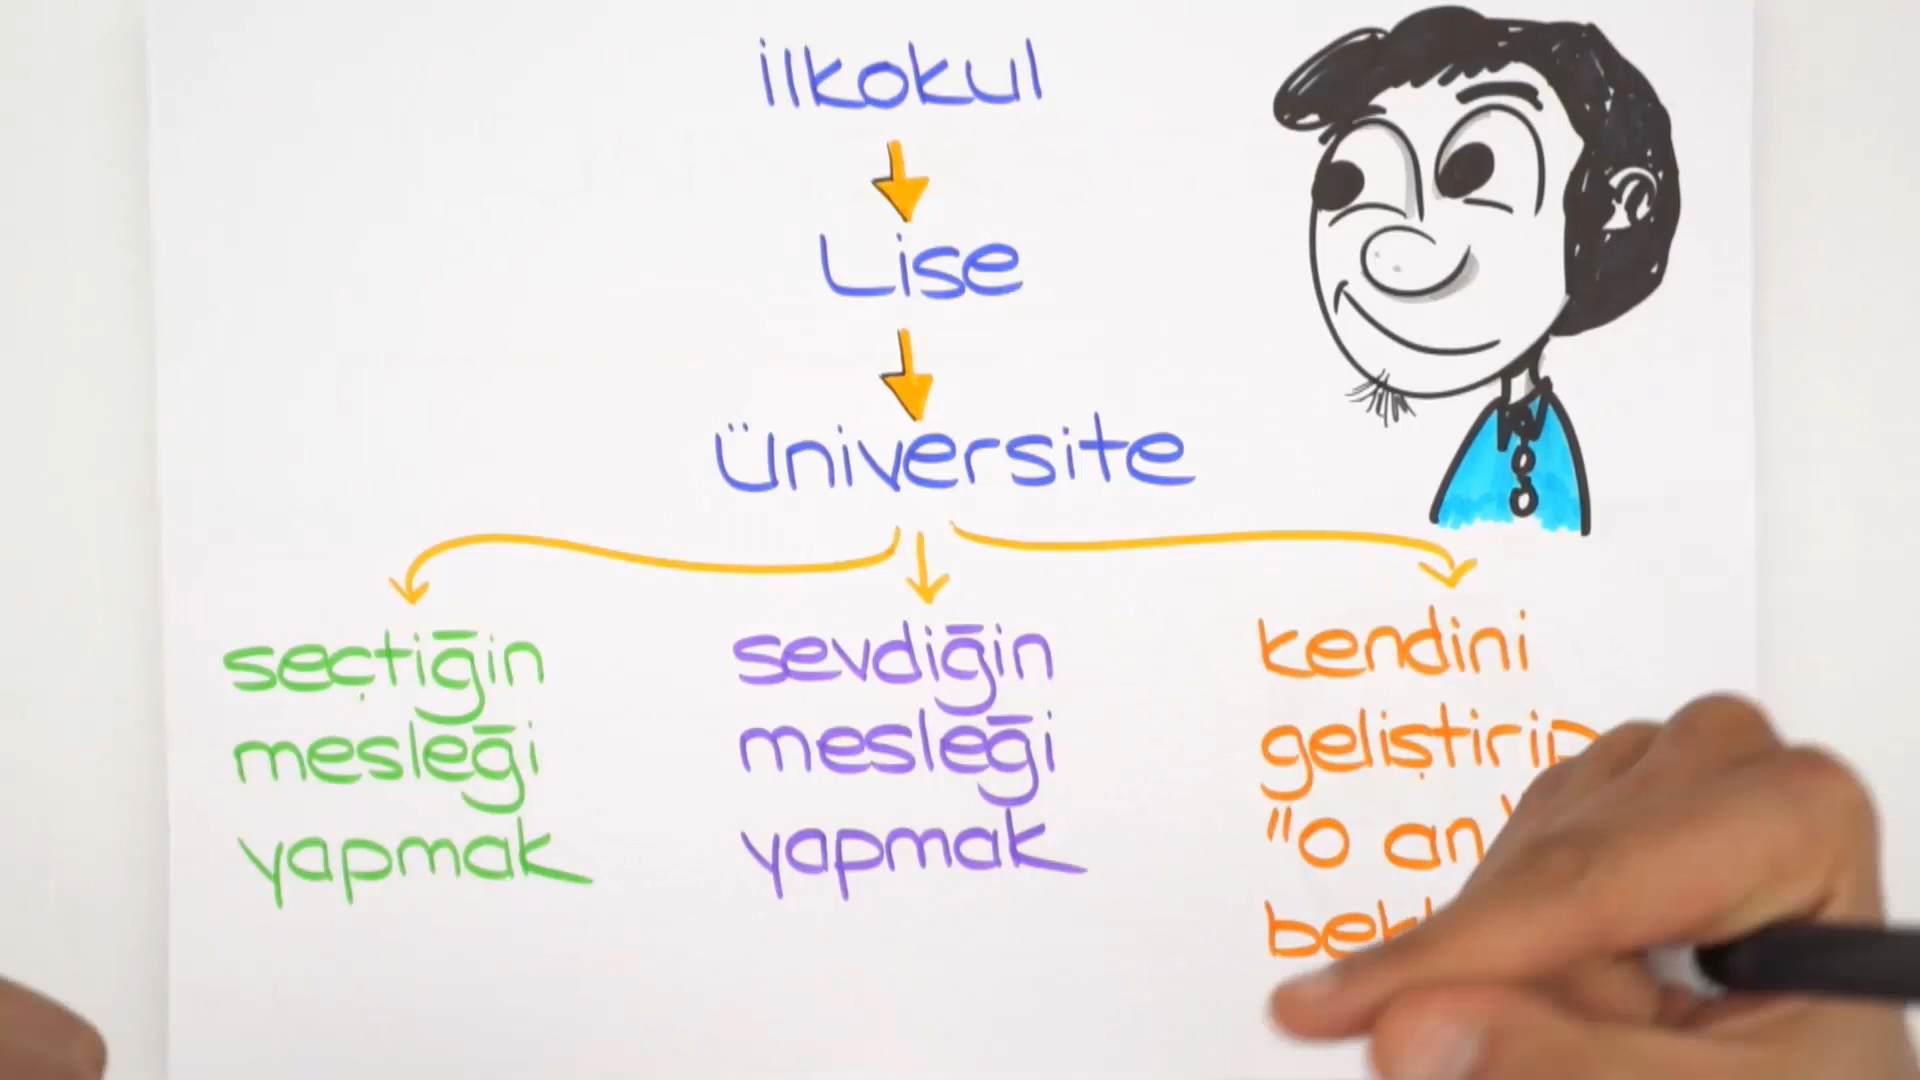 ilkokul
Lise
üniversite
seçtiğin
mesleği
yapmak
sevdiğin
mesleği
yapmak
kendini
geliştirip
"o an